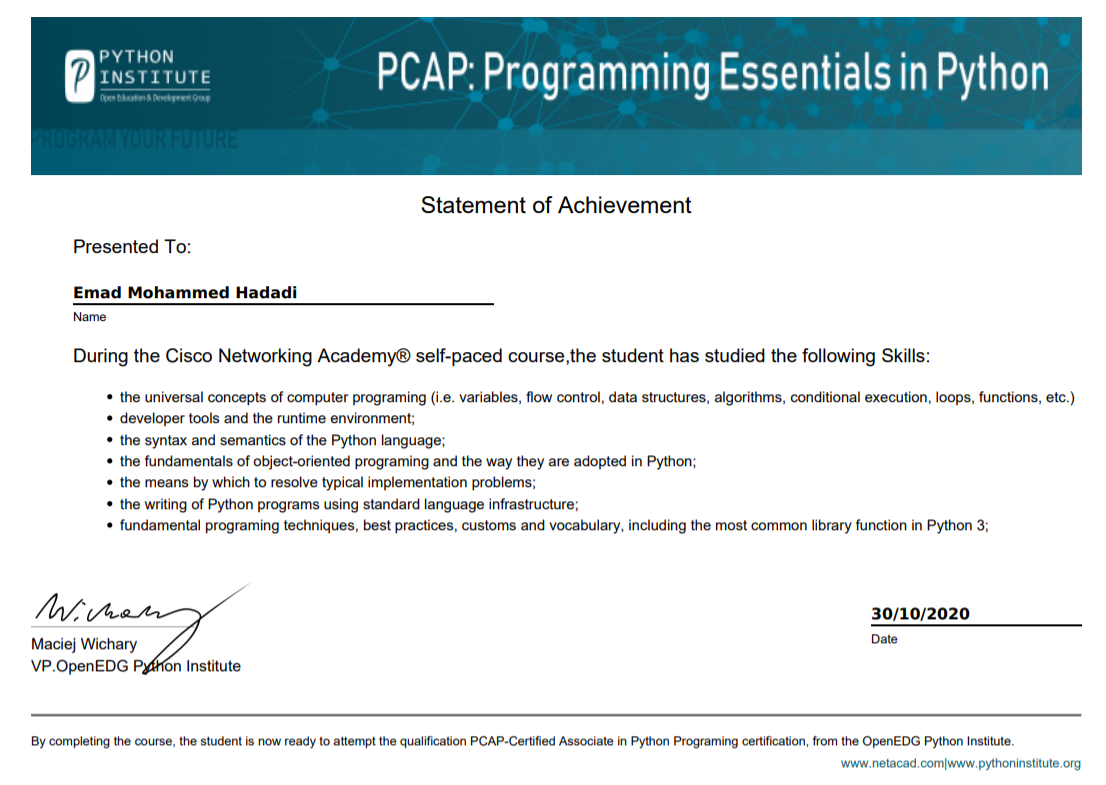 PYTHON
INSTITUTE
Open Education & Development Group
PCAP: Programming Essentials in Python
PROGRAM YOUR FUTURE
Statement of Achievement
Presented To:
Emad Mohammed Hadadi
Name
During the Cisco Networking Academy® self-paced course,the student has studied the following Skills:
• the universal concepts of computer programing (i.e. variables, flow control, data structures, algorithms, conditional execution, loops, functions, etc.)
• developer tools and the runtime environment;
• the syntax and semantics of the Python language;
• the fundamentals of object-oriented programing and the way they are adopted in Python;
• the means by which to resolve typical implementation problems;
• the writing of Python programs using standard language infrastructure;
• fundamental programing techniques, best practices, customs and vocabulary, including the most common library function in Python 3;
W.chary
Maciej Wichary
VP.OpenEDG Python Institute
30/10/2020
Date
By completing the course, the student is now ready to attempt the qualification PCAP-Certified Associate in Python Programing certification, from the OpenEDG Python Institute.
www.netacad.com|www.pythoninstitute.org